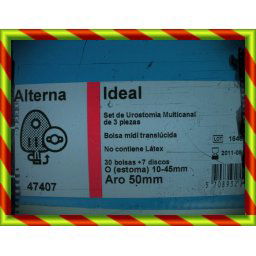 Alterna
Ideal
Set de Urostomía Multicanal
de 3 piezas
Bolsa midi translúcida
No contiene Látex
30 bolsas +7 discos
O (estoma) 10-45mm
Aro 50mm
47407
LOT